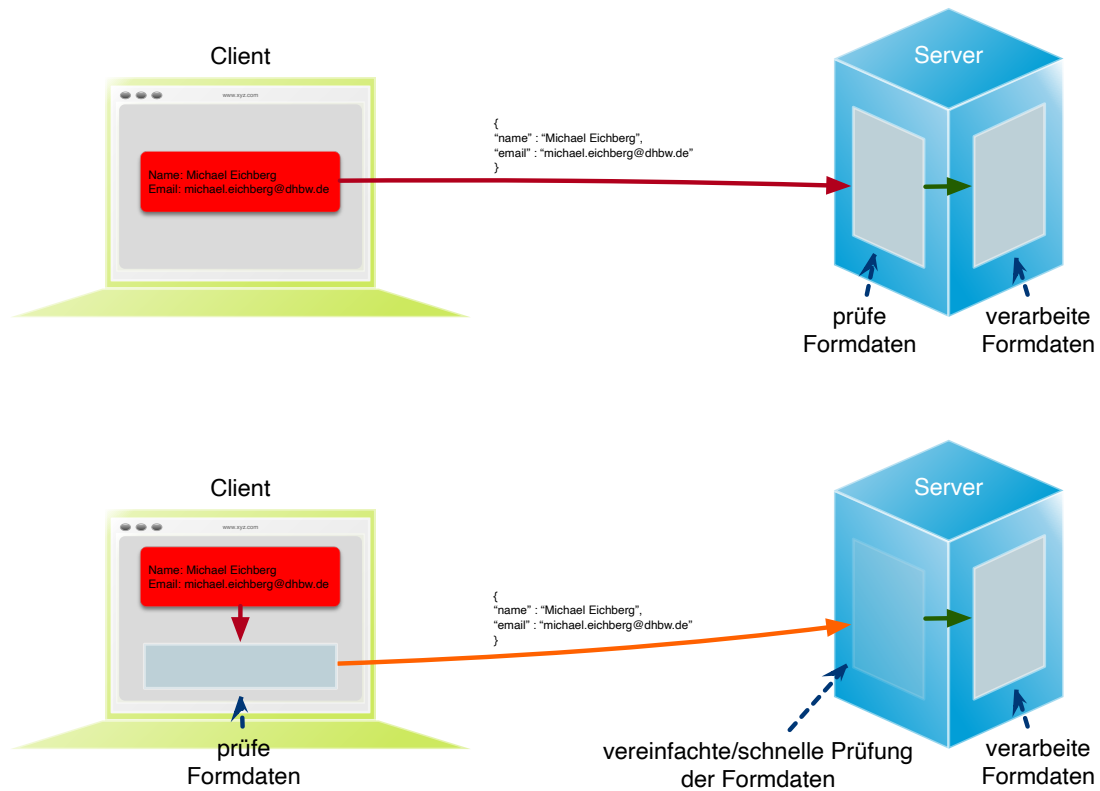 Client
Server
www.xyz.com
{
“name” : “Michael Eichberg”,
“email” : “michael.eichberg@dhbw.de”
}
Name: Michael Eichberg
Email: michael.eichberg@dhbw.de
prüfe
Formdaten
verarbeite
Formdaten
Client
Server
www.xyz.com
Name: Michael Eichberg
Email: michael.eichberg@dhbw.de
{
“name” : “Michael Eichberg”,
“email” : “michael.eichberg@dhbw.de”
}
prüfe
Formdaten
vereinfachte/schnelle Prüfung
der Formdaten
verarbeite
Formdaten